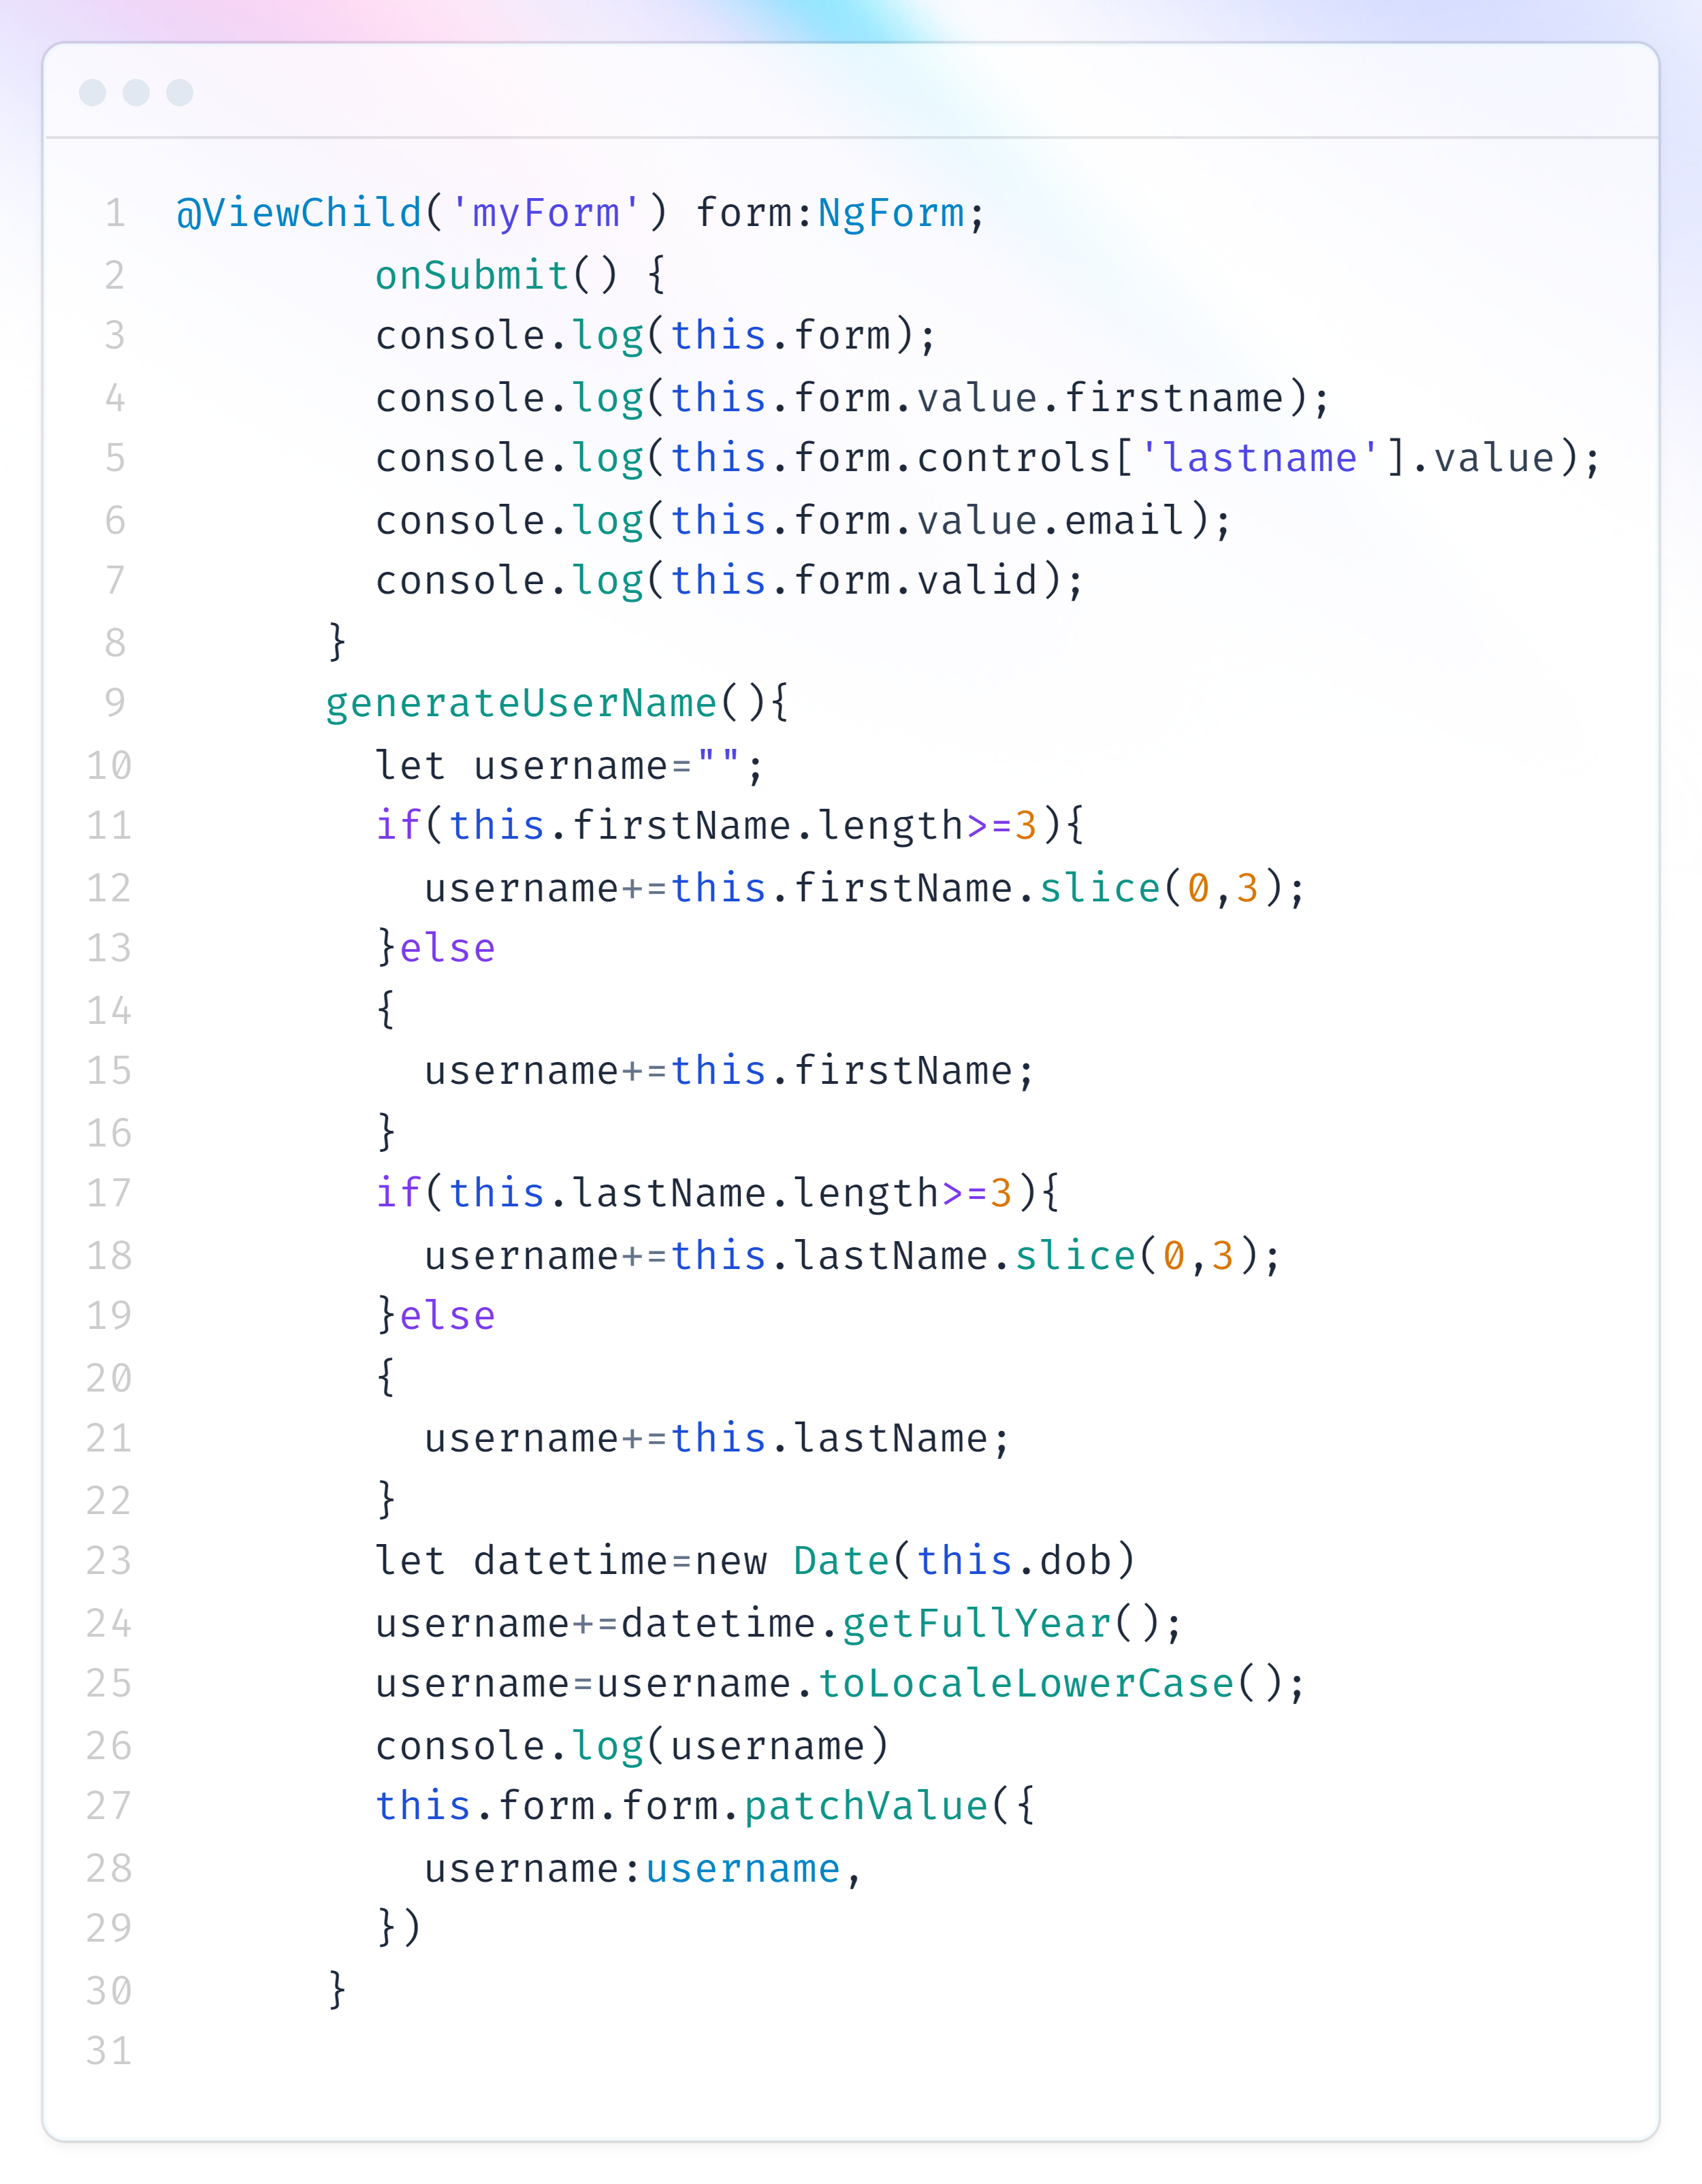 1 @ViewChild('myForm') form:NgForm;
2 onSubmit() {
3 console.log(this.form);
4 console.log(this.form.value.firstname);
5 console.log(this.form.controls['lastname'].value);
6 console.log(this.form.value.email);
7 console.log(this.form.valid);
8 }
9 generateUserName(){
10 let username="";
11 if(this.firstName.length>=3){
12 username+=this.firstName.slice(0,3);
13 }else
14 {
15 username+=this.firstName;
16 }
17 if(this.lastName.length>=3){
18 username+=this.lastName.slice(0,3);
19 }else
20 {
21 username+=this.lastName;
22 }
23 let datetime=new Date(this.dob)
24 username+=datetime.getFullYear();
25 username=username.toLocaleLowerCase();
26 console.log(username)
27 this.form.form.patchValue({
28 username:username,
29 })
30 }
31